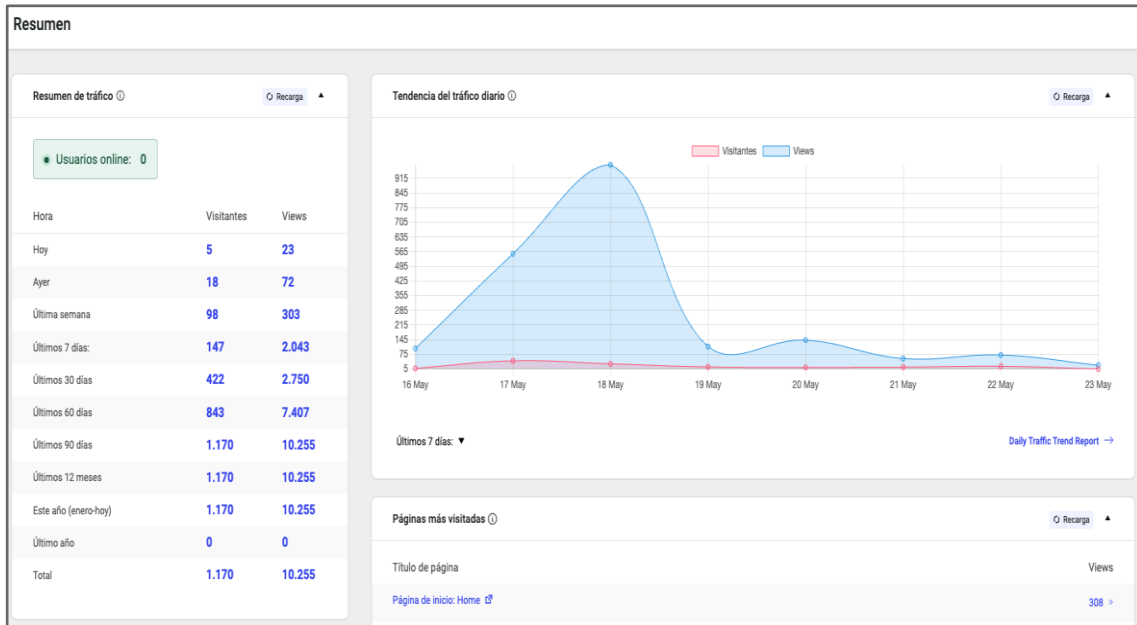 Resumen
Resumen de tráfico
Recarga
Usuarios online: 0
Hora Visitantes Views
Hoy 5 23
Ayer 18 72
Última semana 98 303
Últimos 7 días: 147 2.043
Últimos 30 días 422 2.750
Últimos 60 días 843 7.407
Últimos 90 días 1.170 10.255
Últimos 12 meses 1.170 10.255
Este año (enero-hoy) 1.170 10.255
Último año 0 0
Total 1.170 10.255
Tendencia del tráfico diario
Recarga
Visitantes Views
915
845
775
705
635
565
495
425
355
285
215
145
75
5
16 May 17 May 18 May 19 May 20 May 21 May 22 May 23 May
Últimos 7 días: Daily Traffic Trend Report
Páginas más visitadas
Recarga
Título de página Views
Página de inicio: Home 308